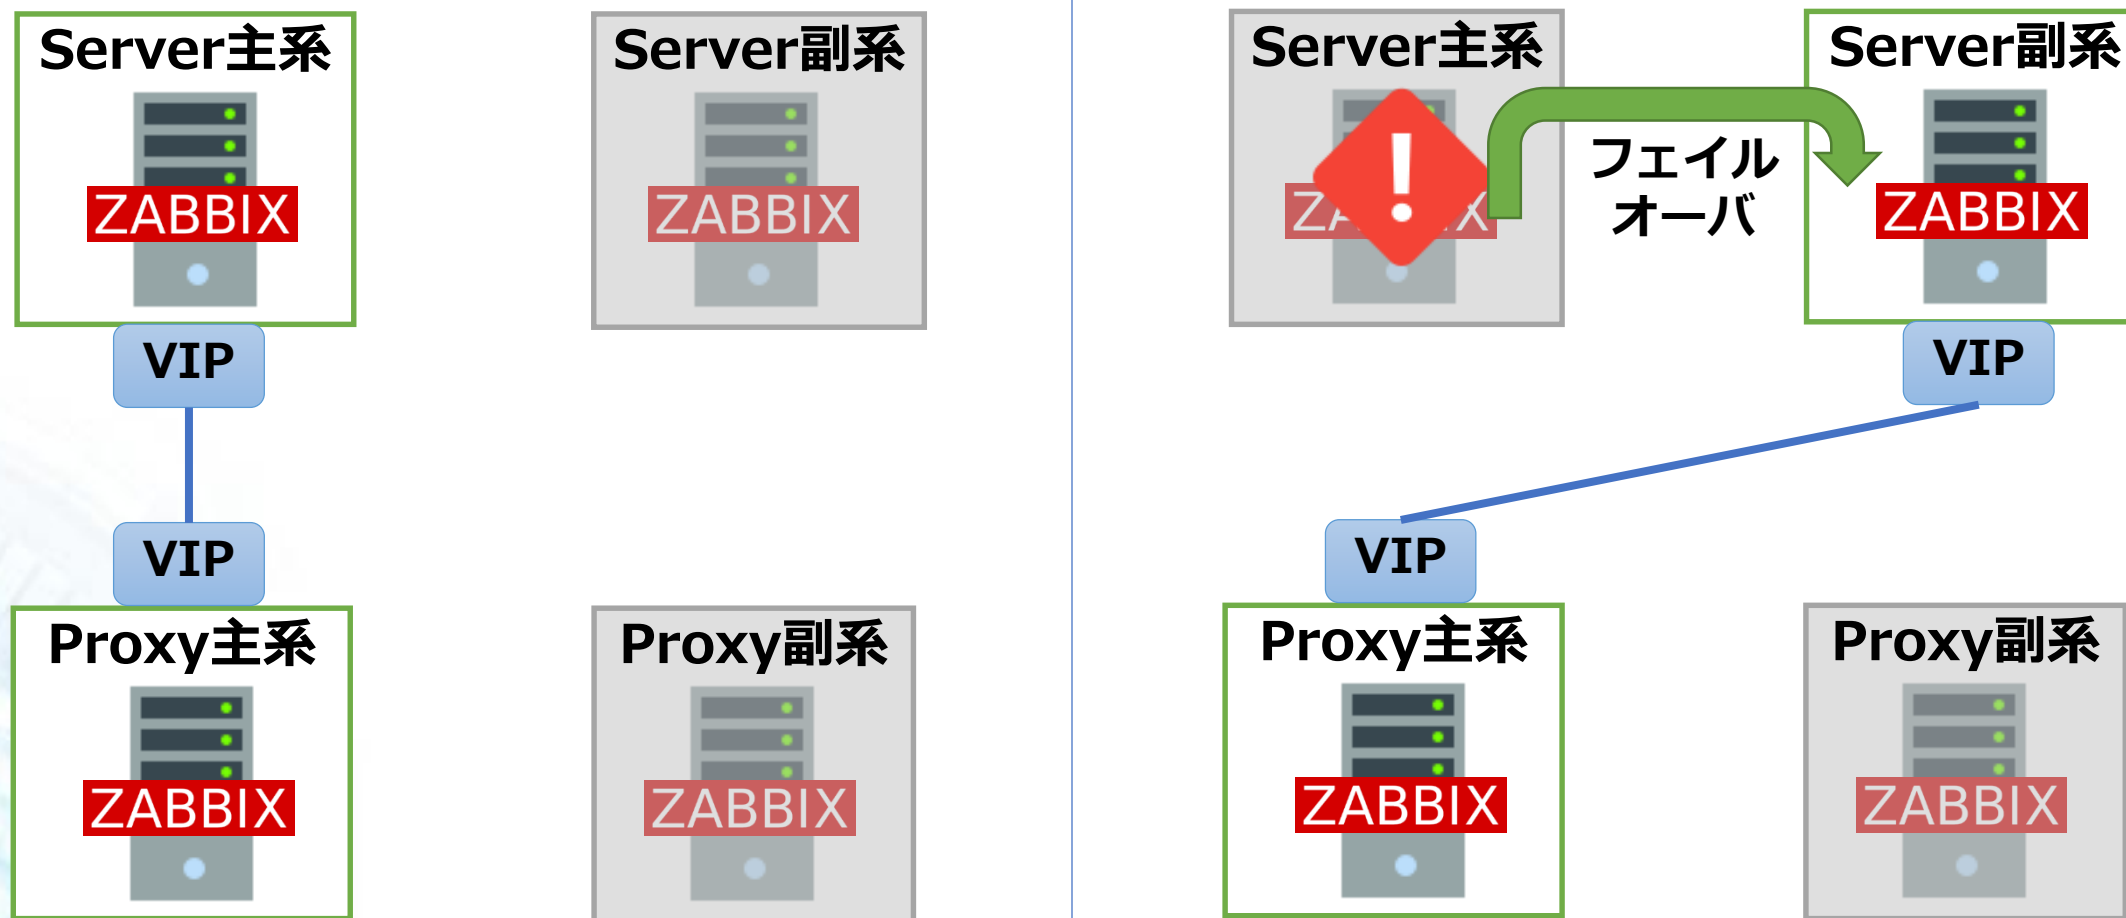 Server主系
ZABBIX
VIP
Server副系
ZABBIX
VIP
Proxy主系
ZABBIX
Proxy副系
ZABBIX
Server主系
フェイル
オーバ
Server副系
ZABBIX
VIP
VIP
Proxy主系
ZABBIX
Proxy副系
ZABBIX